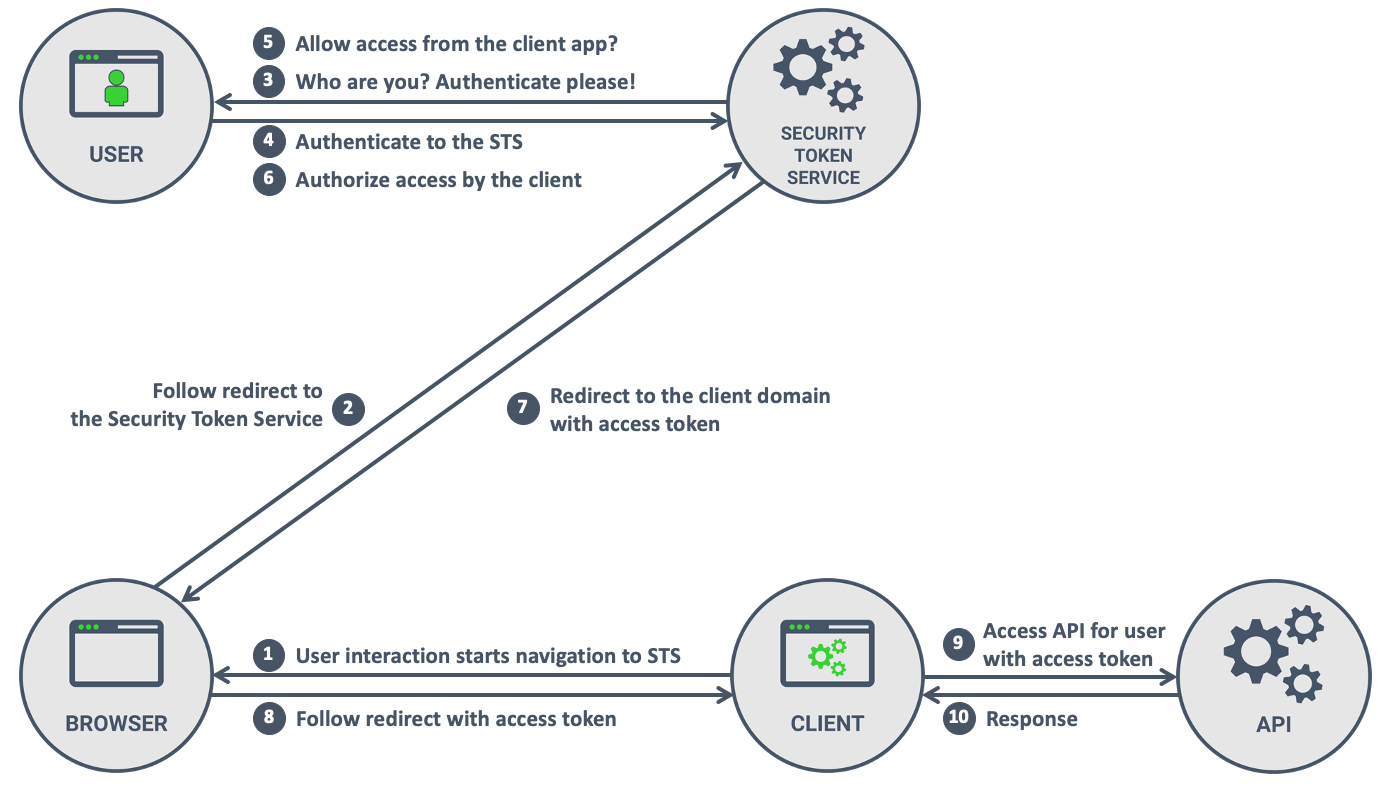 5 Allow access from the client app?
3 Who are you? Authenticate please!
USER
4 Authenticate to the STS
6 Authorize access by the client
SECURITY
TOKEN
SERVICE
Follow redirect to
the Security Token Service
2
7
Redirect to the client domain
with access token
1 User interaction starts navigation to STS
BROWSER
8 Follow redirect with access token
CLIENT
9
Access API for user
with access token
10 Response
API